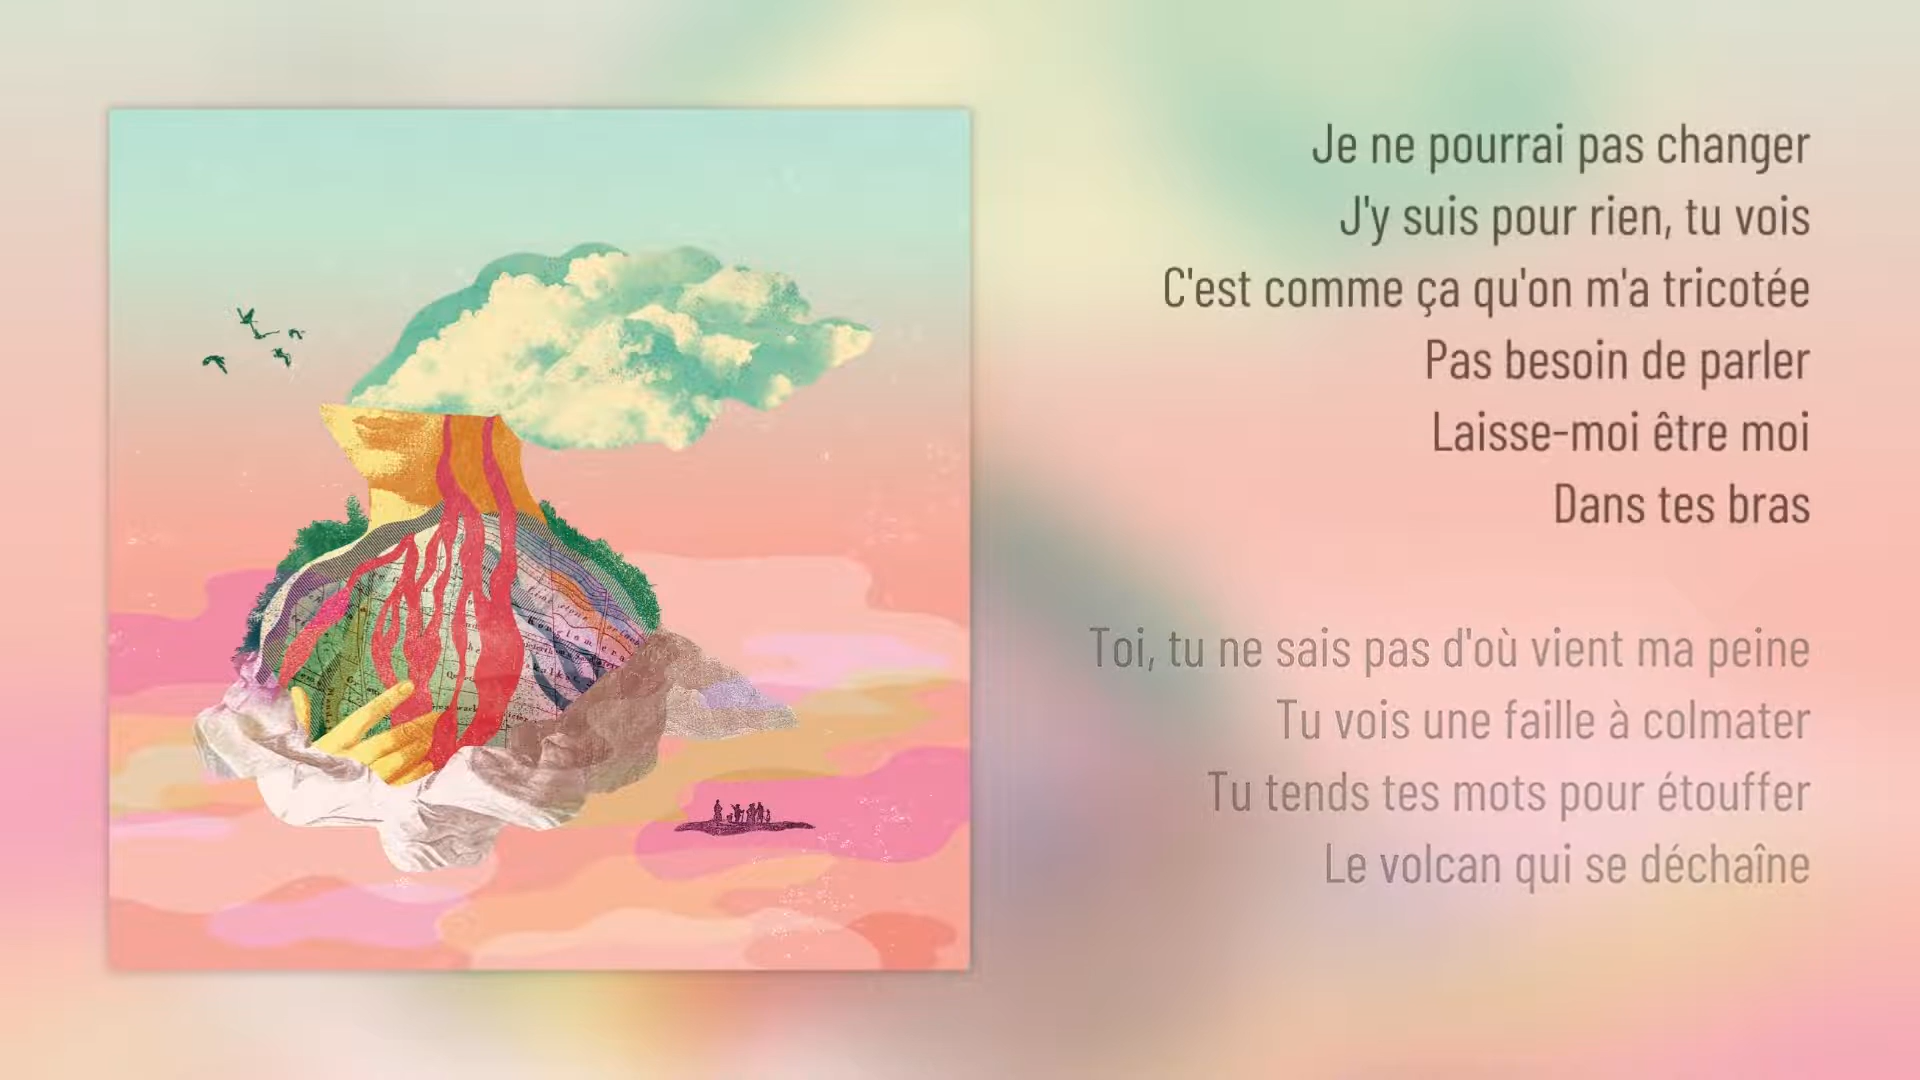 Je ne pourrai pas changer
J'y suis pour rien, tu vois
C'est comme ça qu'on m'a tricotée
Pas besoin de parler
Laisse-moi être moi
Dans tes bras
Toi, tu ne sais pas d'où vient ma peine
Tu vois une faille à colmater
Tu tends tes mots pour étouffer
Le volcan qui se déchaîne